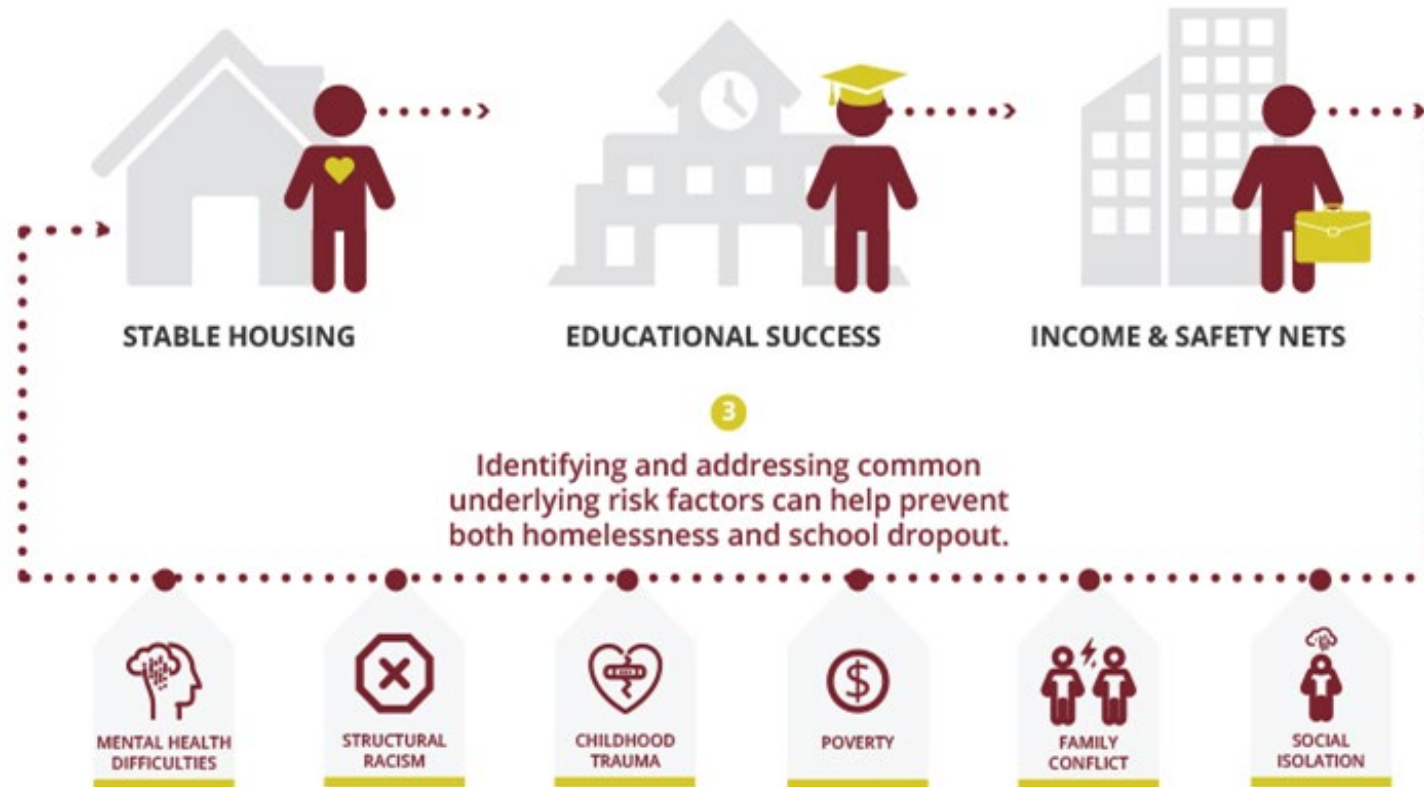 STABLE HOUSING
EDUCATIONAL SUCCESS
INCOME & SAFETY NETS
3
Identifying and addressing common
underlying risk factors can help prevent
both homelessness and school dropout.
$
MENTAL HEALTH
DIFFICULTIES
STRUCTURAL
RACISM
CHILDHOOD
TRAUMA
POVERTY
FAMILY
CONFLICT
SOCIAL
ISOLATION